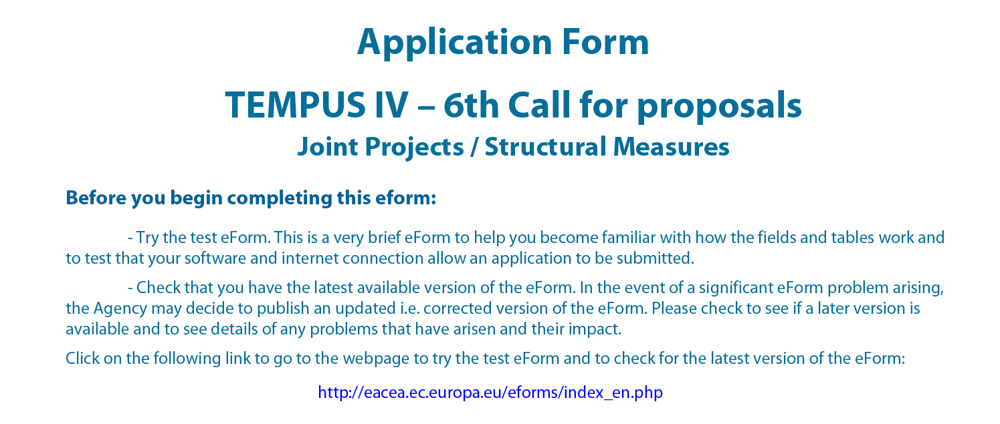 Application Form
TEMPUS IV – 6th Call for proposals
Joint Projects / Structural Measures
Before you begin completing this eform:
- Try the test eForm. This is a very brief eForm to help you become familiar with how the fields and tables work and
to test that your software and internet connection allow an application to be submitted.
- Check that you have the latest available version of the eForm. In the event of a significant eForm problem arising,
the Agency may decide to publish an updated i.e. corrected version of the eForm. Please check to see if a later version is
available and to see details of any problems that have arisen and their impact.
Click on the following link to go to the webpage to try the test eForm and to check for the latest version of the eForm:
http://eacea.ec.europa.eu/eforms/index_en.php